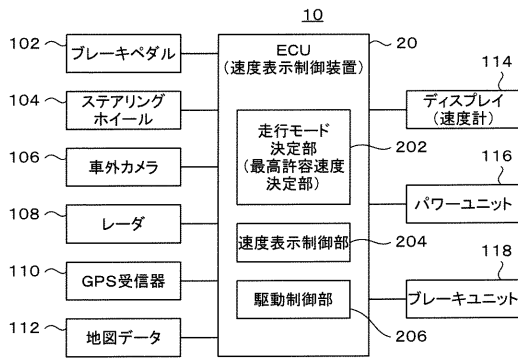 10
102
ブレーキペダル
104
ステアリング
ホイール
106
車外カメラ
108
レーダ
110
GPS受信器
112
地図データ
ECU
(速度表示制御装置)
20
走行モード
決定部
(最高許容速度
決定部)
202
速度表示制御部
204
駆動制御部
206
114
ディスプレイ
(速度計)
116
パワーユニット
118
ブレーキユニット